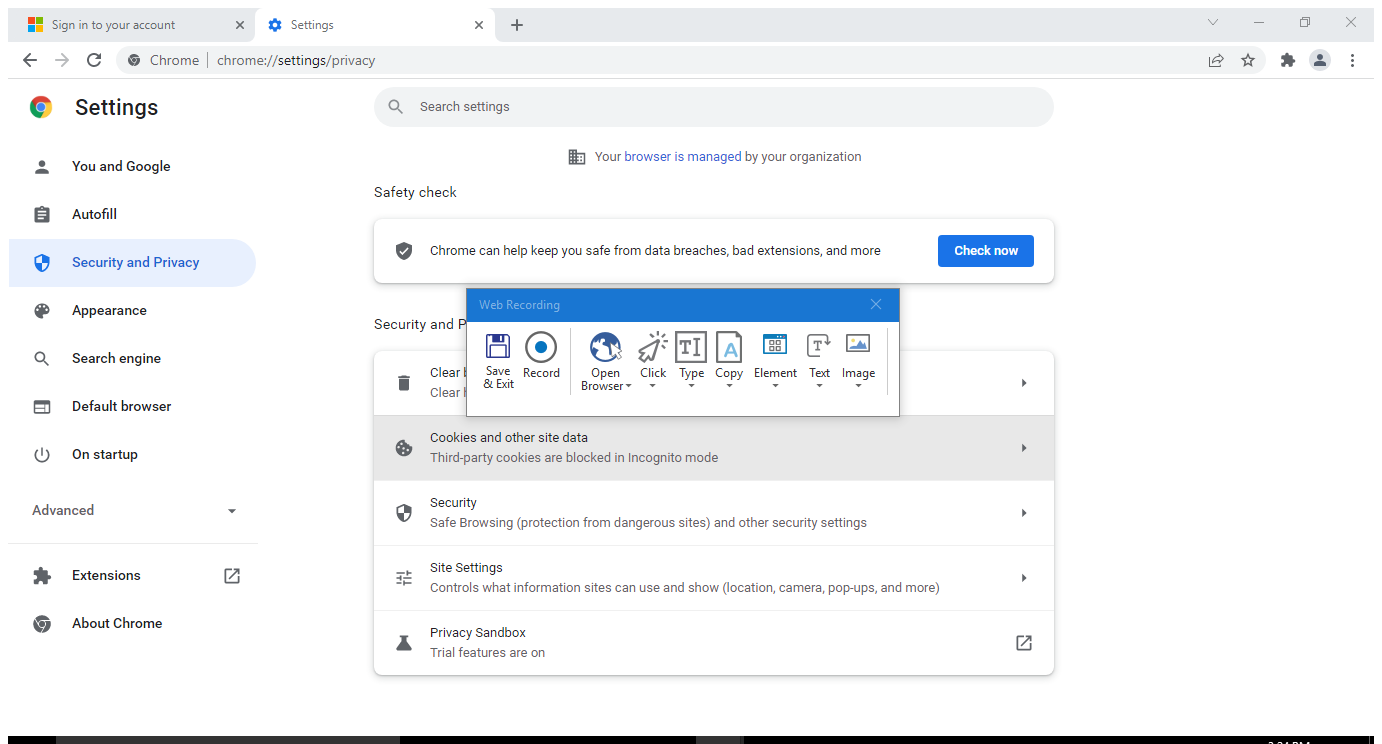 Sign in to your account
Settings
Chrome
chrome://settings/privacy
Settings
Search settings
You and Google
Autofill
Security and Privacy
Appearance
Search engine
Default browser
On startup
Advanced
Extensions
About Chrome
Your browser is managed by your organization
Safety check
Chrome can help keep you safe from data breaches, bad extensions, and more
Check now
Security and P
Web Recording
Save
& Exit
Record
Open
Browser
Click
Type
Copy
Element
Text
Image
Clear
Clear
Cookies and other site data
Third-party cookies are blocked in Incognito mode
Security
Safe Browsing (protection from dangerous sites) and other security settings
Site Settings
Controls what information sites can use and show (location, camera, pop-ups, and more)
Privacy Sandbox
Trial features are on